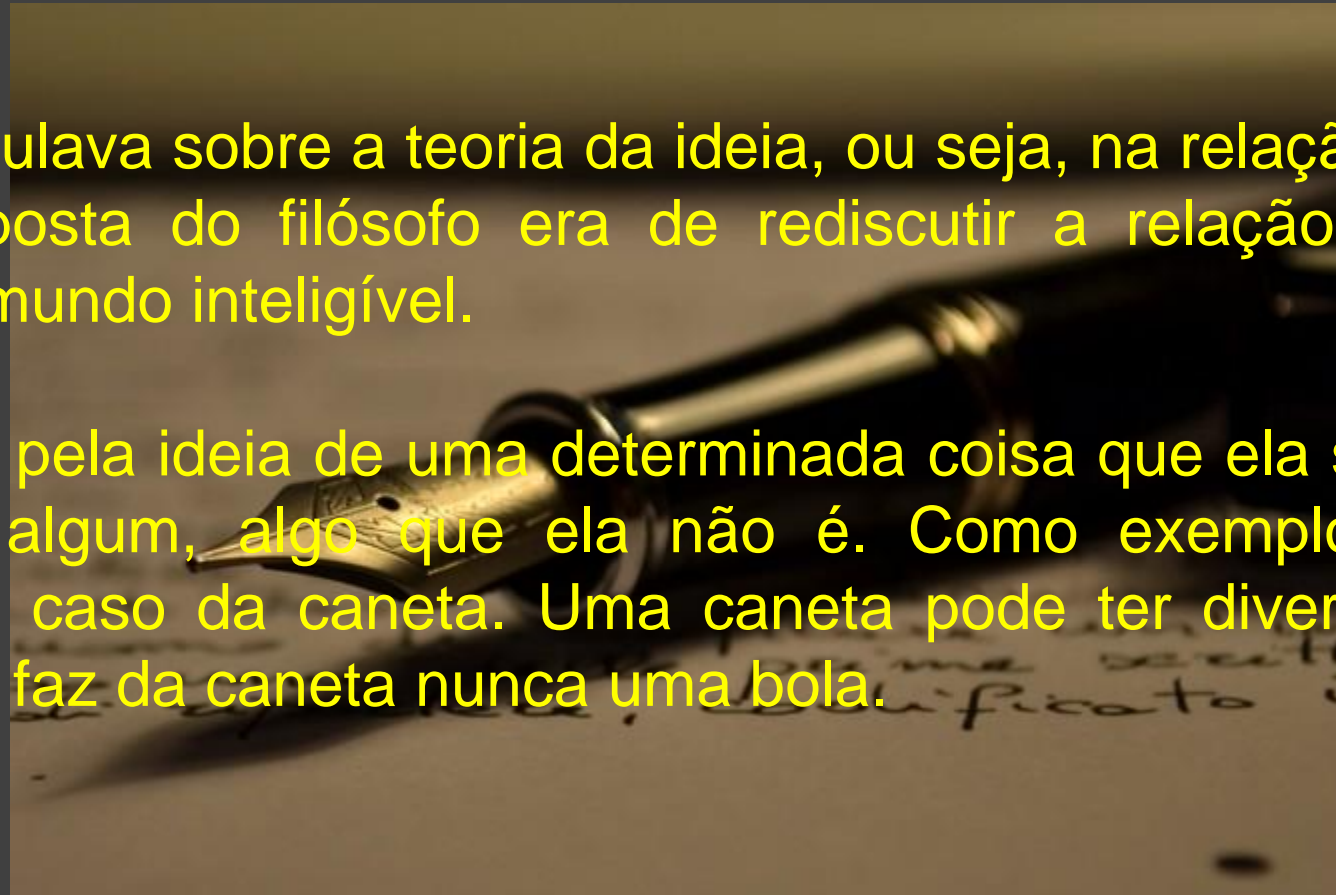 ulava sobre a teoria da ideia, ou seja, na relaçã
posta do filósofo era de rediscutir a relação
mundo inteligível.
pela ideia de uma determinada coisa que ela s
algum, algo que ela não é. Como exemplo
caso da caneta. Uma caneta pode ter diver
faz da caneta nunca uma bola.